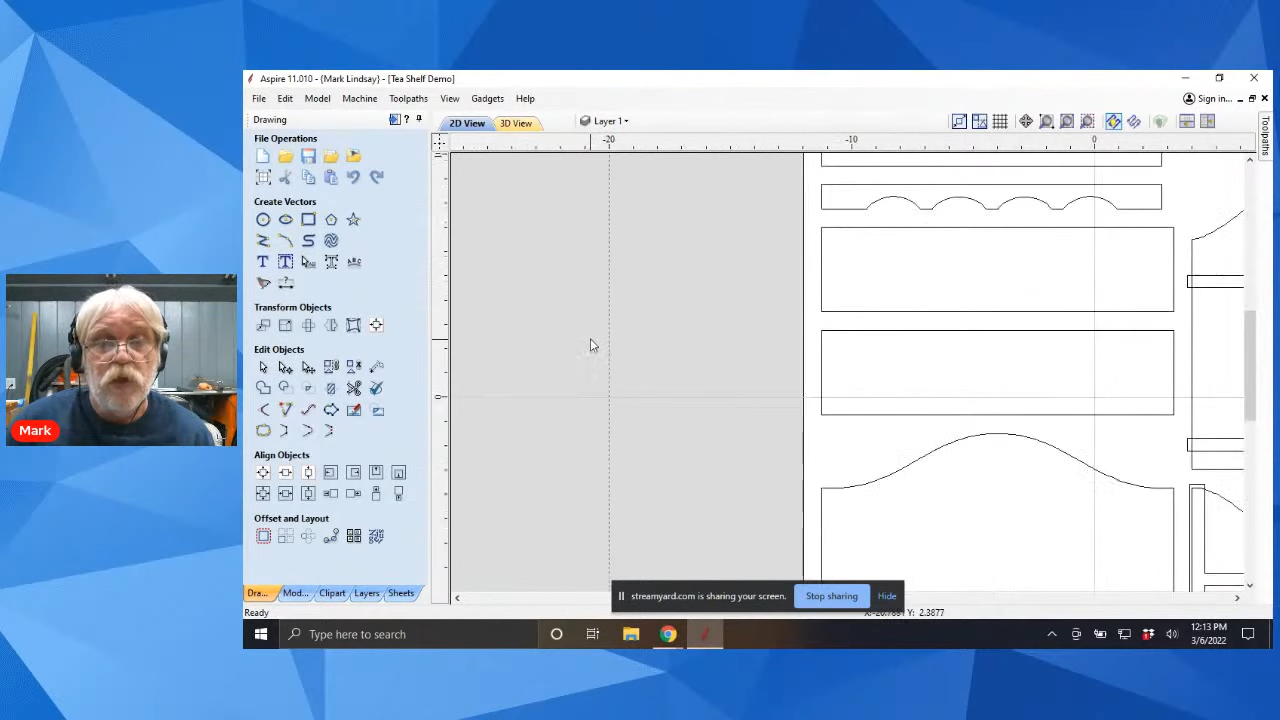 Aspire 11.010 - {Mark Lindsay} - [Tea Shelf Demo]
File Edit Model Machine Toolpaths View Gadgets Help
Sign in...
Drawing
2D View 3D View
Layer 1
Toolpaths
File Operations
-20 -10 0
Create Vectors
Transform Objects
Edit Objects
0
Mark
Align Objects
Offset and Layout
Dra... Mod... Clipart Layers Sheets
streamyard.com is sharing your screen. Stop sharing Hide
Ready
Y: 2.3877
Type here to search
12:13 PM
3/6/2022